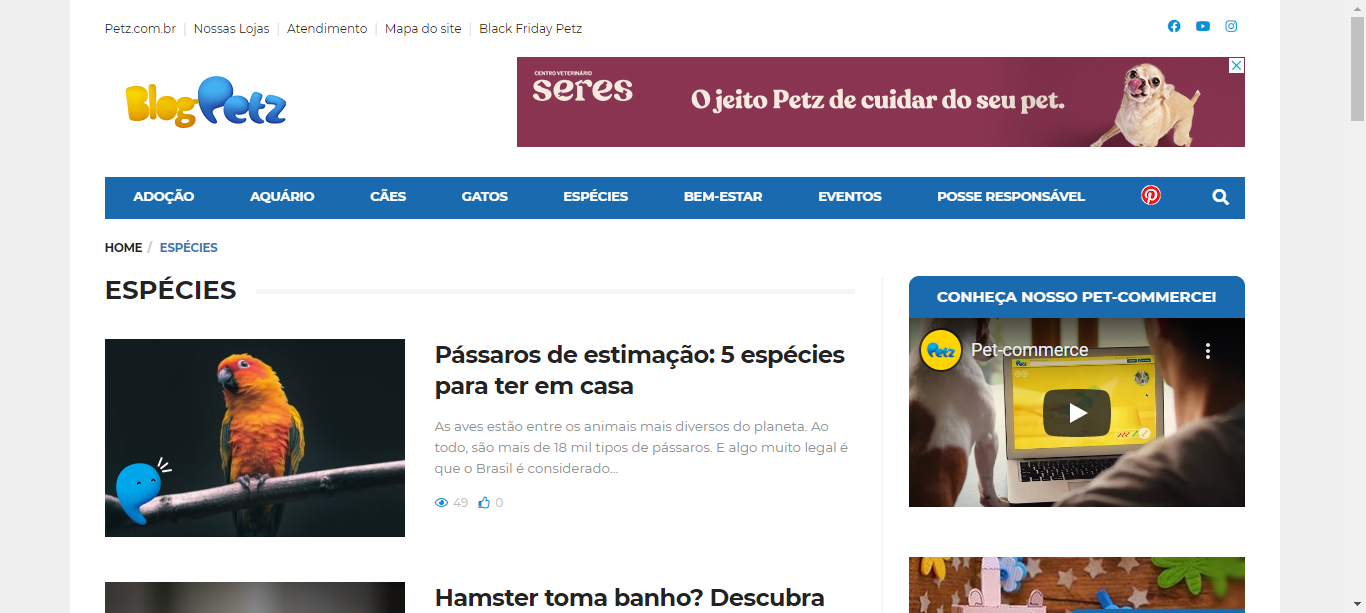 Petz.com.br | Nossas Lojas | Atendimento | Mapa do site | Black Friday Petz
Blog Petz
CENTRO VETERINÁRIO
seres
O jeito Petz de cuidar do seu pet.
ADOÇÃO AQUÁRIO CÃES GATOS ESPÉCIES BEM-ESTAR EVENTOS POSSE RESPONSÁVEL
HOME / ESPÉCIES
ESPÉCIES
Pássaros de estimação: 5 espécies
para ter em casa
As aves estão entre os animais mais diversos do planeta. Ao
todo, são mais de 18 mil tipos de pássaros. E algo muito legal é
que o Brasil é considerado...
49 0
Hamster toma banho? Descubra
CONHEÇA NOSSO PET-COMMERCE!
Petz
Pet-commerce